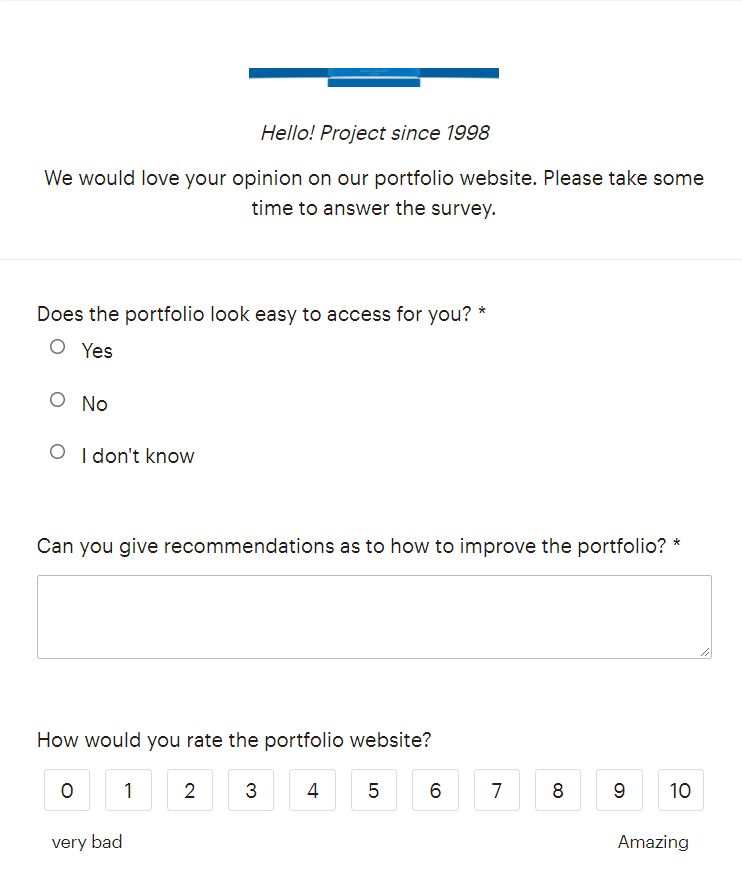 Hello! Project since 1998
We would love your opinion on our portfolio website. Please take some
time to answer the survey.
Does the portfolio look easy to access for you? *
Yes
No
I don't know
Can you give recommendations as to how to improve the portfolio? *
How would you rate the portfolio website?
0 1 2 3 4 5 6 7 8 9 10
very bad Amazing